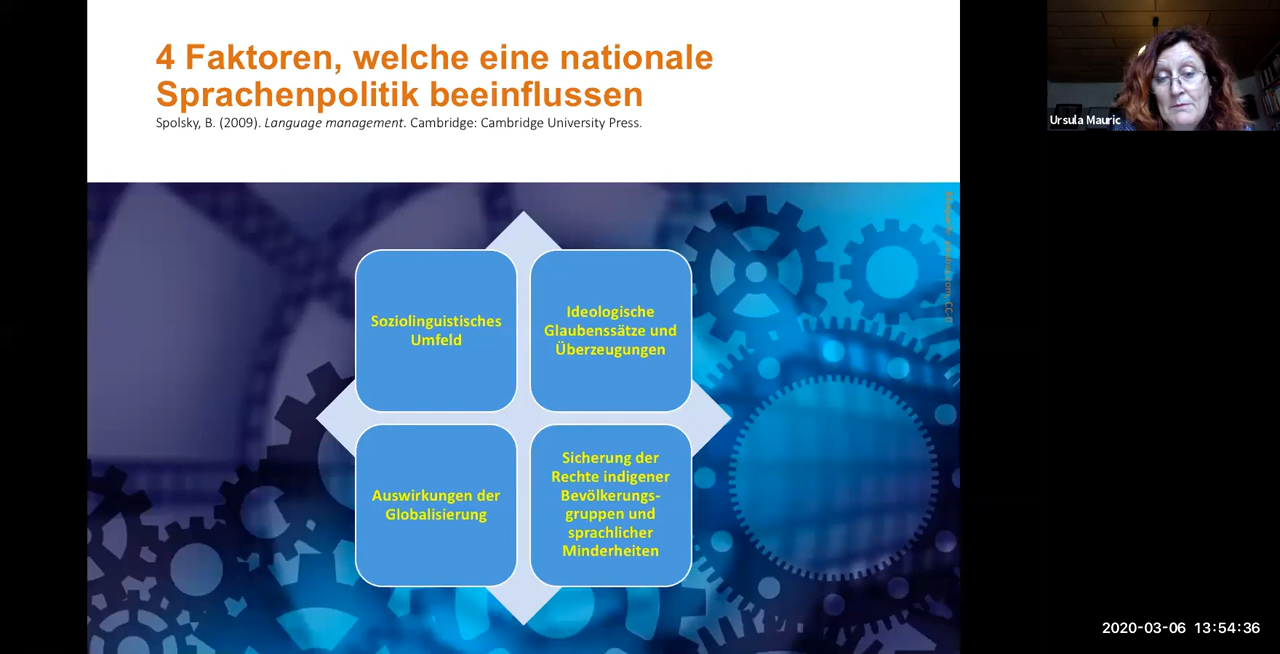 4 Faktoren, welche eine nationale
Sprachenpolitik beeinflussen
Spolsky, B. (2009). Language management. Cambridge: Cambridge University Press.
Soziolinguistisches
Umfeld
Ideologische
Glaubenssätze und
Überzeugungen
Auswirkungen der
Globalisierung
Sicherung der
Rechte indigener
Bevölkerungs-
gruppen und
sprachlicher
Minderheiten
Ursula Mauric
2020-03-06 13:54:36